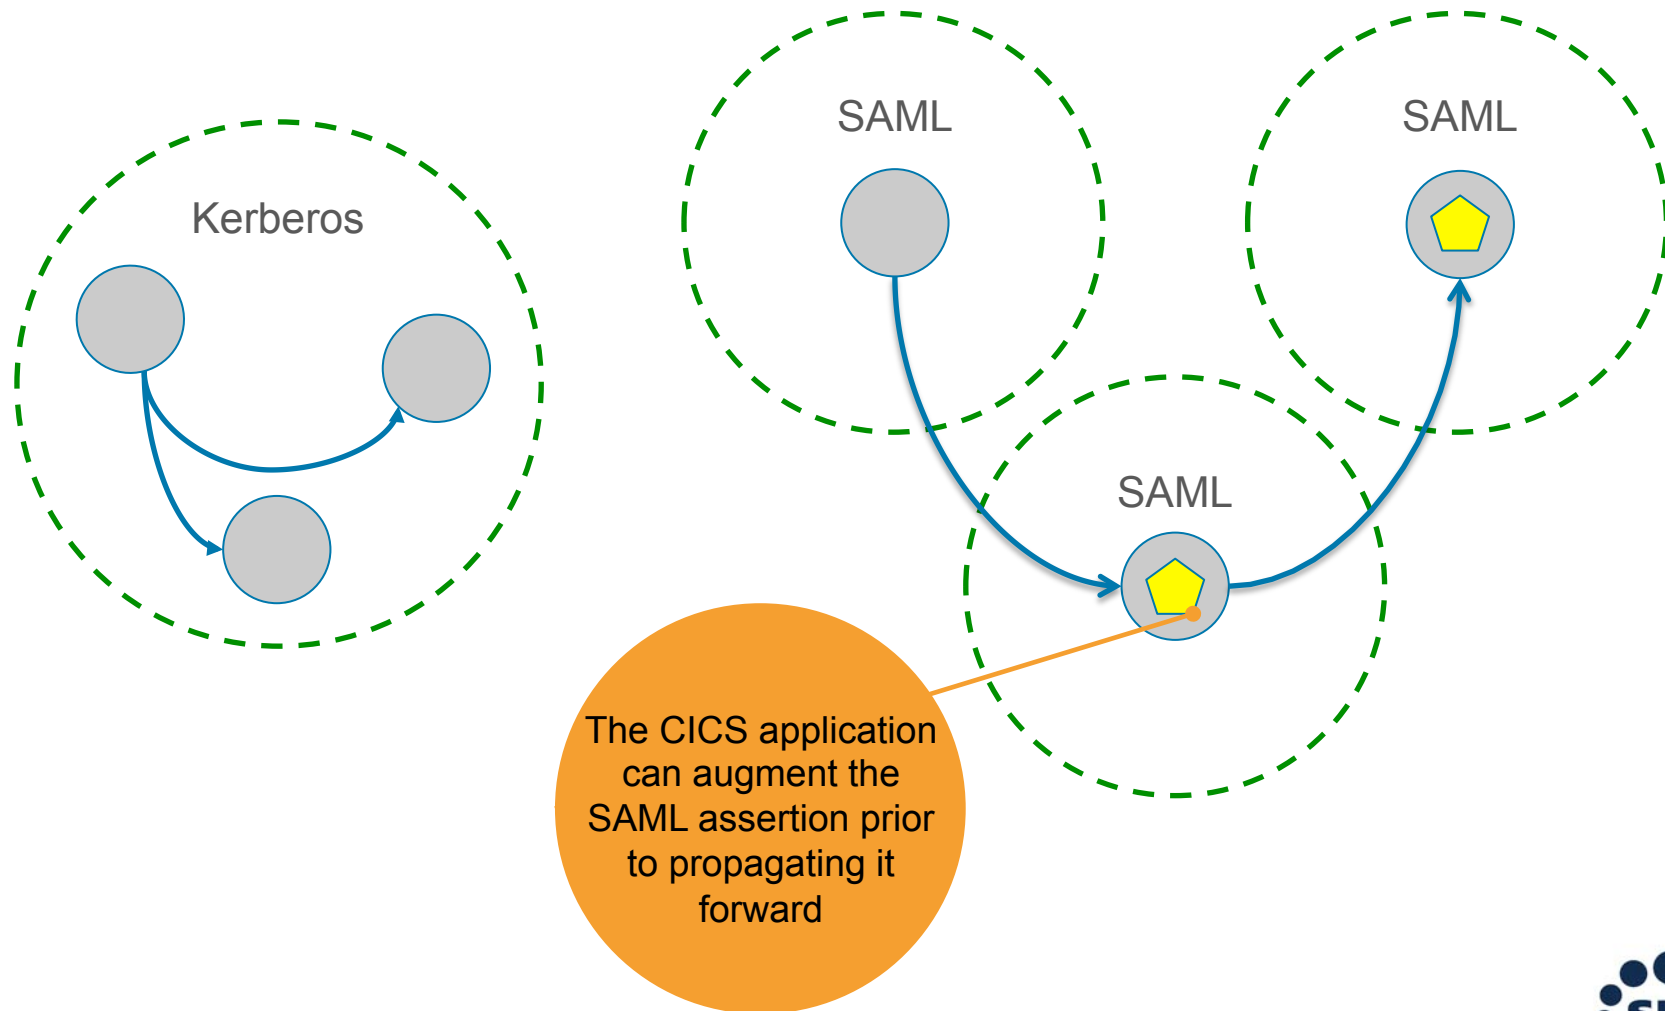 SAML
SAML
Kerberos
SAML
The CICS application
can augment the
SAML assertion prior
to propagating it
forward